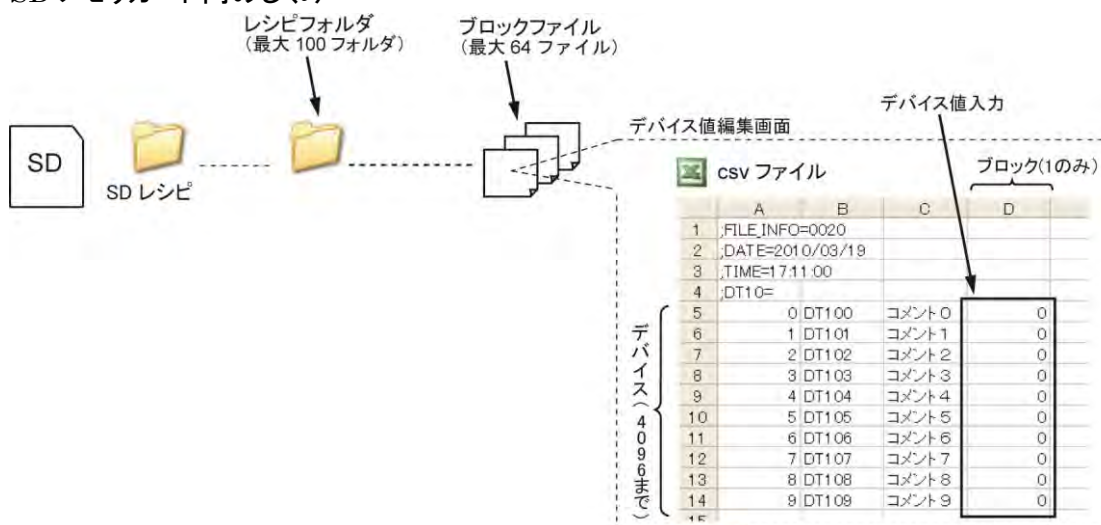 レシピフォルダ
(最大 100 フォルダ)
ブロックファイル
(最大 64 ファイル)
デバイス値入力
デバイス値編集画面
SD
SD レシピ
csv ファイル
ブロック(1のみ)
A B C D
1 ;FILE_INFO=0020
2 ;DATE=2010/03/19
3 ;TIME=17:11:00
4 ;DT10=
5 0 DT100 コメント0 0
6 1 DT101 コメント1 0
7 2 DT102 コメント2 0
8 3 DT103 コメント3 0
9 4 DT104 コメント4 0
10 5 DT105 コメント5 0
11 6 DT106 コメント6 0
12 7 DT107 コメント7 0
13 8 DT108 コメント8 0
14 9 DT109 コメント9 0
デバイス(4096まで)